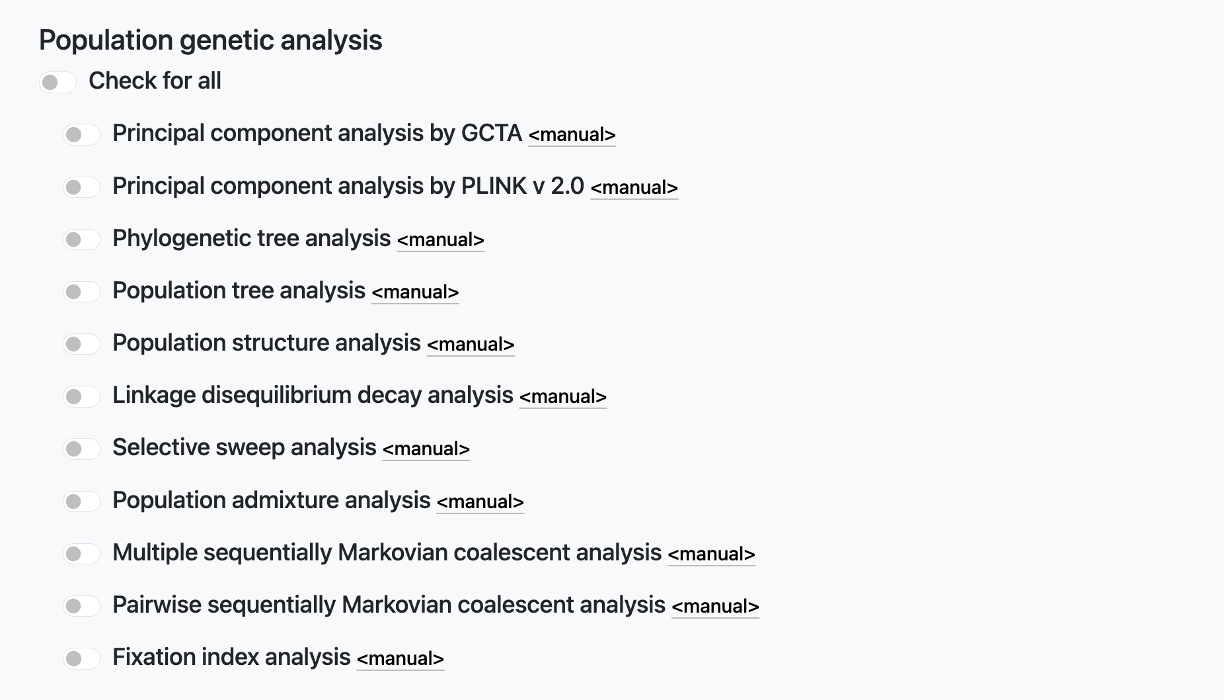 Population genetic analysis
Check for all
Principal component analysis by GCTA <manual>
Principal component analysis by PLINK v 2.0 <manual>
Phylogenetic tree analysis <manual>
Population tree analysis <manual>
Population structure analysis <manual>
Linkage disequilibrium decay analysis <manual>
Selective sweep analysis <manual>
Population admixture analysis <manual>
Multiple sequentially Markovian coalescent analysis <manual>
Pairwise sequentially Markovian coalescent analysis <manual>
Fixation index analysis <manual>